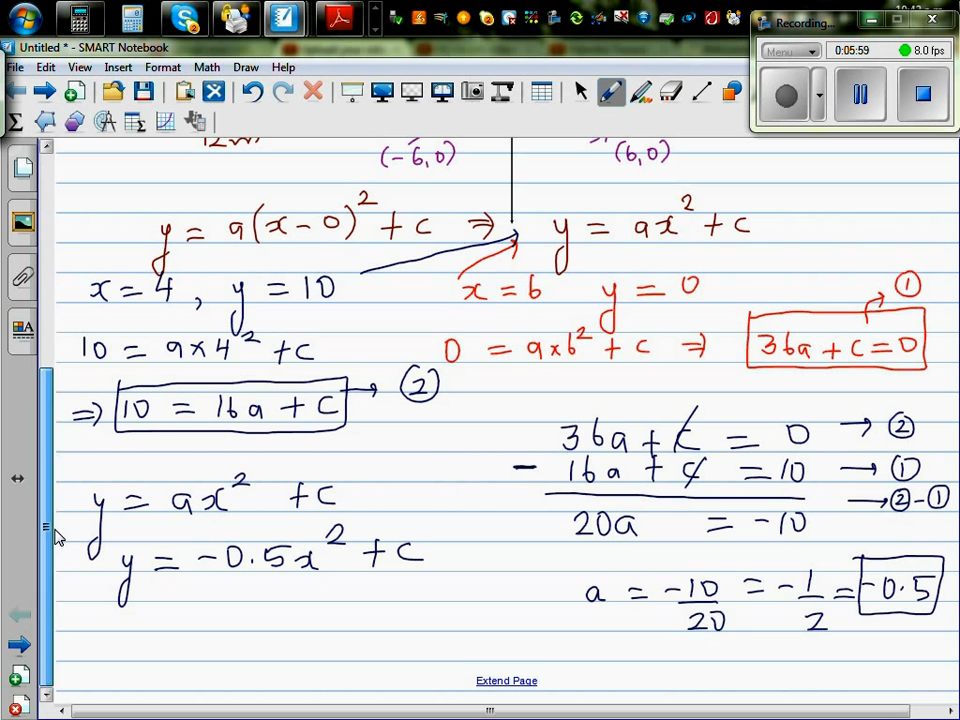 Recording...
Menu
0:05:59
8.0 fps
Untitled * - SMART Notebook
File Edit View Insert Format Math Draw Help
(-6,0)
(6,0)
y = a(x-0)² + c ⇒ y = ax² + c
x = 4 , y = 10
x = 6 y = 0
①
10 = a×4² + c
0 = a×6² + c ⇒ 36a + c = 0
⇒ 10 = 16a + c → ②
36a + c = 0 → ②
- 16a + c = 10 → ①
→ ②-①
20a = -10
y = ax² + c
y = -0.5x² + c
a = -10/20 = -1/2 = -0.5
Extend Page